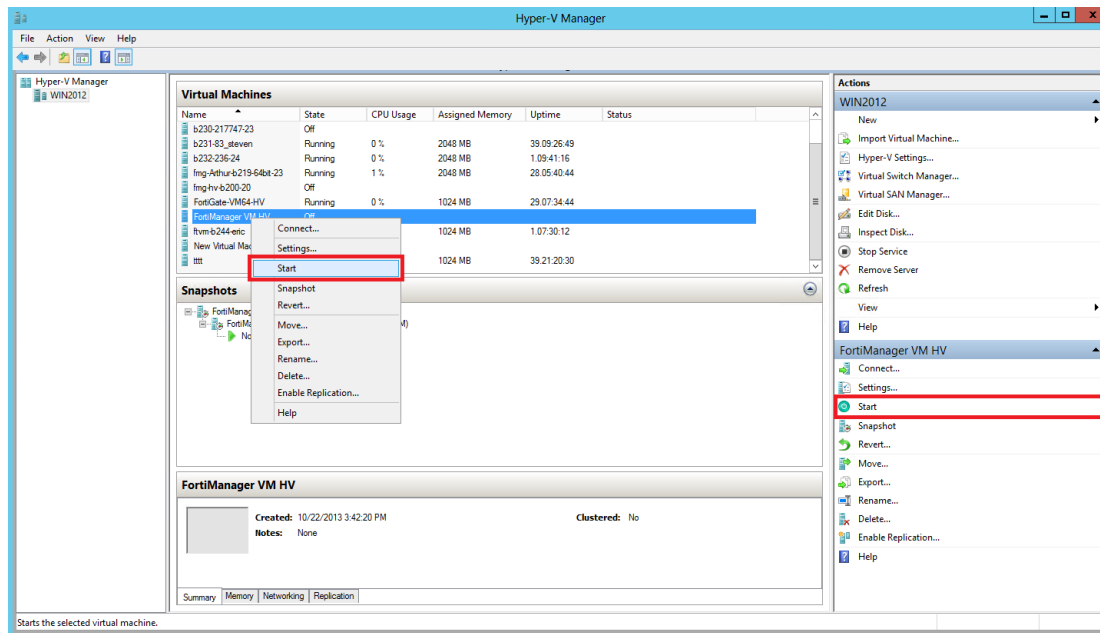 Hyper-V Manager
File Action View Help
Hyper-V Manager
WIN2012
Virtual Machines
Name State CPU Usage Assigned Memory Uptime Status
b230-217747-23 Off
b231-83_steven Running 0 % 2048 MB 39.09:26:49
b232-236-24 Running 0 % 2048 MB 1.09:41:16
fmg-Arthur-b219-64bit-23 Running 1 % 2048 MB 28.05:40:44
fmg-hv-b200-20 Off
FortiGate-VM64-HV Running 0 % 1024 MB 29.07:34:44
FortiManager VM HV Off
ftvm-b244-eric 1024 MB 1.07:30:12
New Virtual Mac
tttt 1024 MB 39.21:20:30
Connect...
Settings...
Start
Snapshot
Revert...
Move...
Export...
Rename...
Delete...
Enable Replication...
Help
Snapshots
FortiManag
FortiMa M)
No
FortiManager VM HV
Created: 10/22/2013 3:42:20 PM Clustered: No
Notes: None
Summary Memory Networking Replication
Actions
WIN2012
New
Import Virtual Machine...
Hyper-V Settings...
Virtual Switch Manager...
Virtual SAN Manager...
Edit Disk...
Inspect Disk...
Stop Service
Remove Server
Refresh
View
Help
FortiManager VM HV
Connect...
Settings...
Start
Snapshot
Revert...
Move...
Export...
Rename...
Delete...
Enable Replication...
Help
Starts the selected virtual machine.